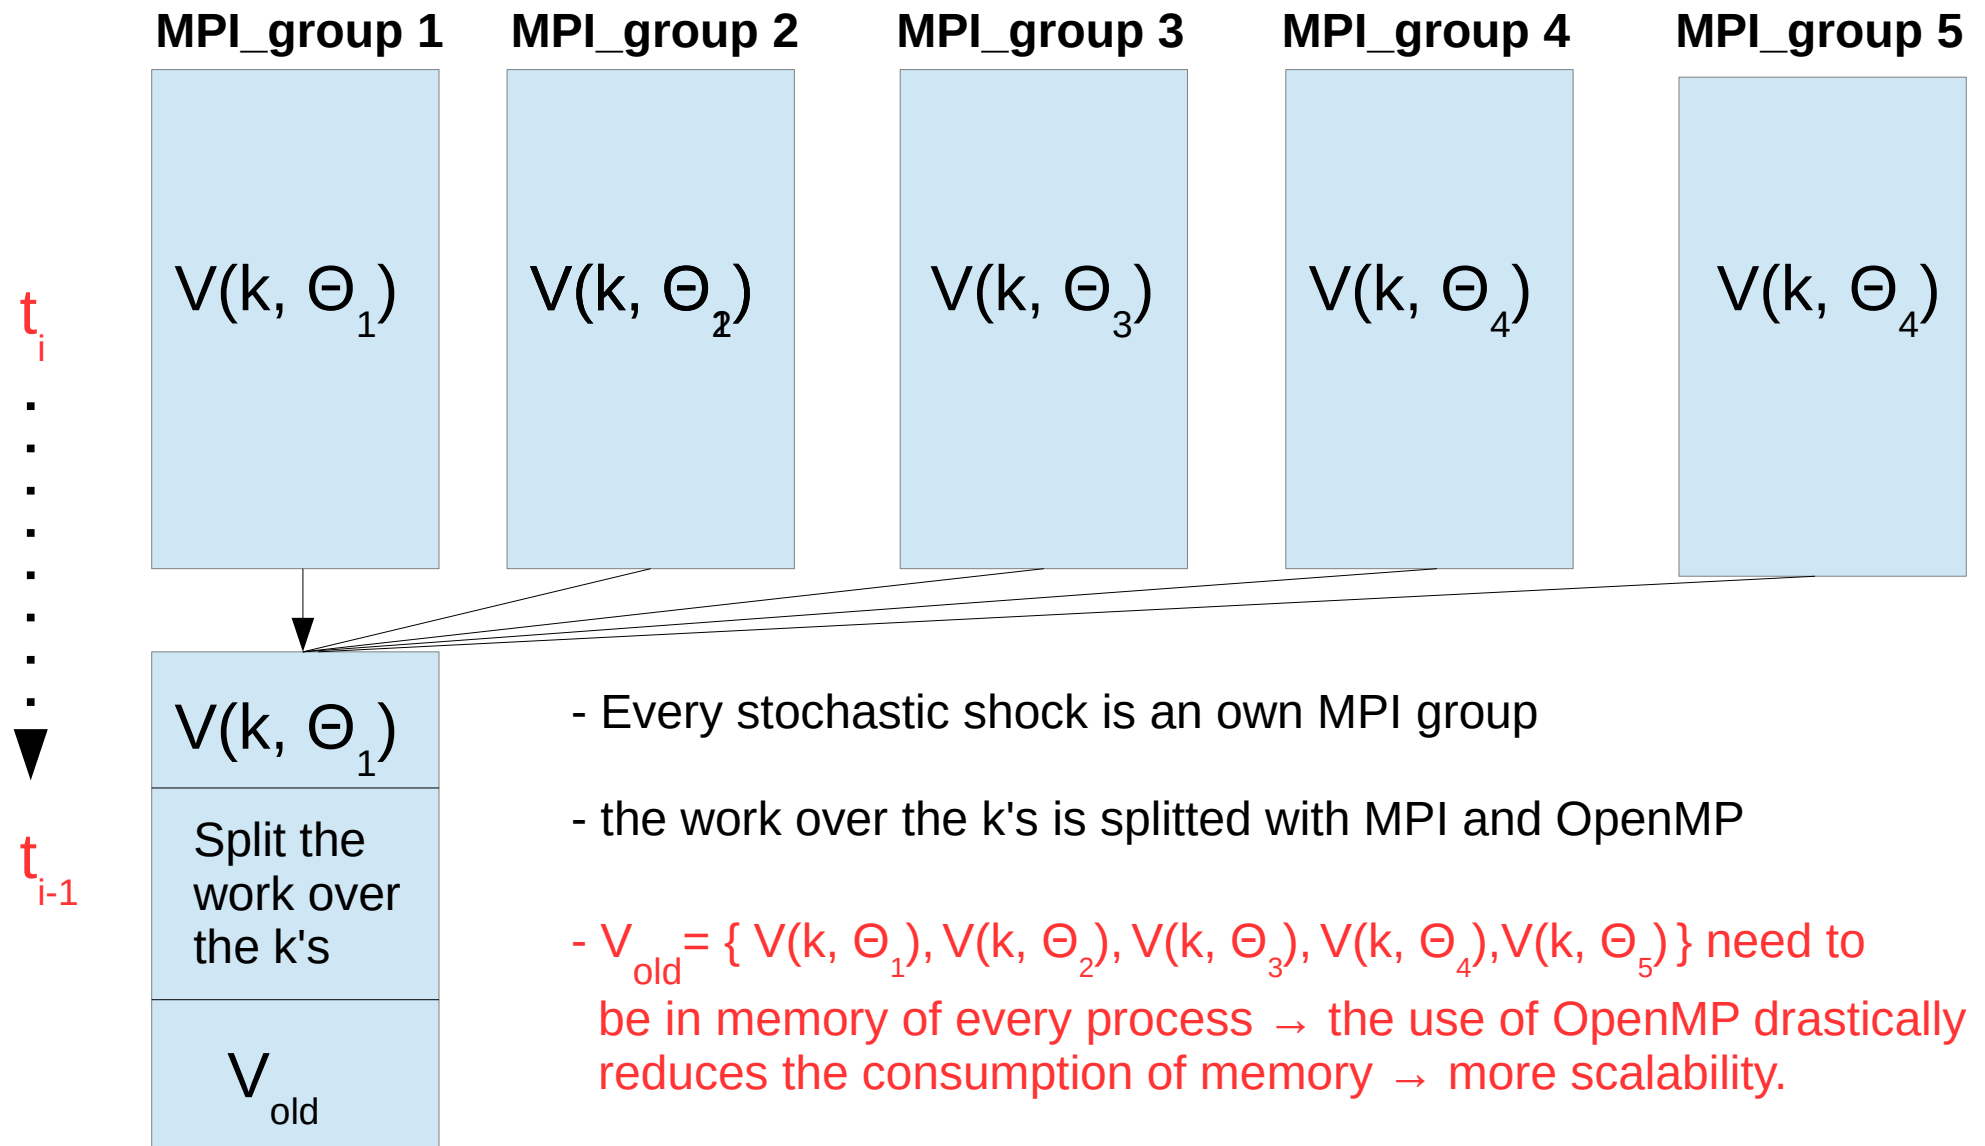 MPI_group 1 MPI_group 2 MPI_group 3 MPI_group 4 MPI_group 5
V(k, Θ1) V(k, Θ2) V(k, Θ3) V(k, Θ4) V(k, Θ4)
ti
V(k, Θ1)
Split the
work over
the k's
Vold
ti-1
- Every stochastic shock is an own MPI group
- the work over the k's is splitted with MPI and OpenMP
- Vold= { V(k, Θ1), V(k, Θ2), V(k, Θ3), V(k, Θ4),V(k, Θ5) } need to
be in memory of every process → the use of OpenMP drastically
reduces the consumption of memory → more scalability.